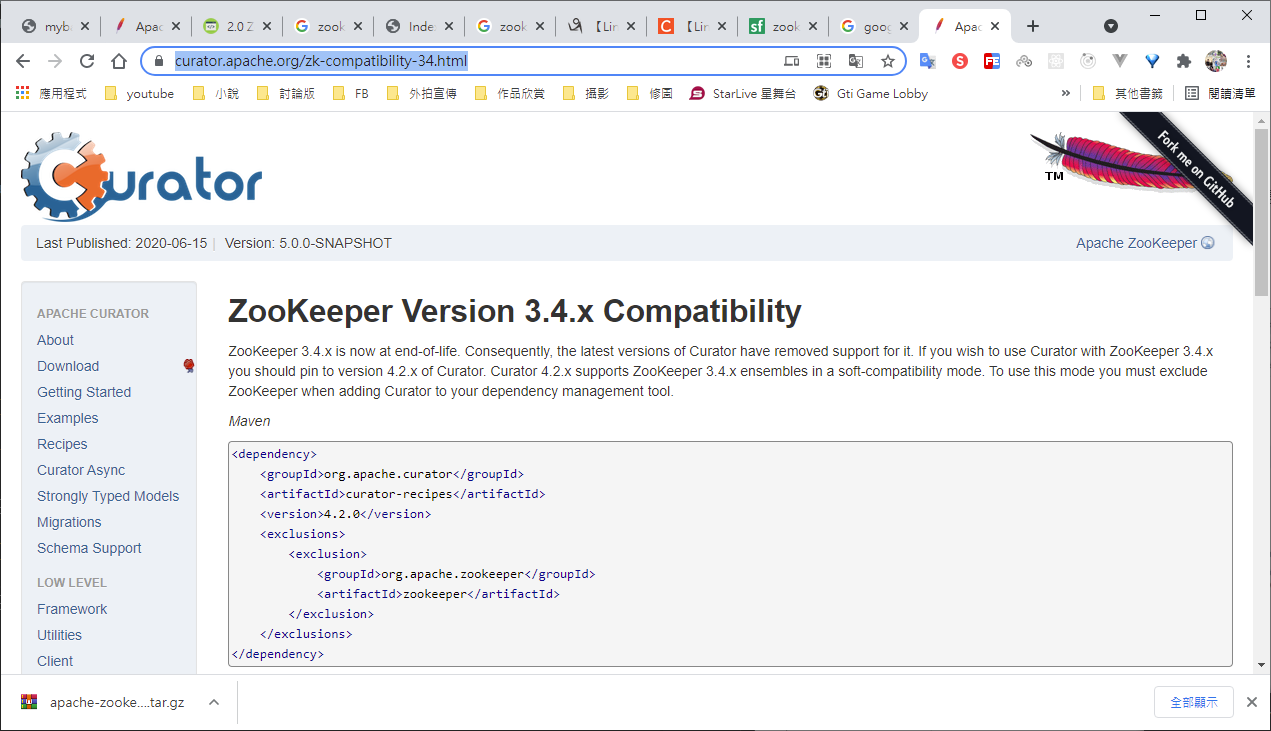 myb
Apac
2.0 Z
zook
Inde
zook
【Lin
【Lin
zook
goog
Apac
curator.apache.org/zk-compatibility-34.html
應用程式
youtube
小說
討論版
FB
外拍宣傳
作品欣賞
攝影
修圖
StarLive 星舞台
Gti Game Lobby
»
其他書籤
閱讀清單
Curator
TM
Fork me on GitHub
Last Published: 2020-06-15 | Version: 5.0.0-SNAPSHOT
Apache ZooKeeper
APACHE CURATOR
About
Download
Getting Started
Examples
Recipes
Curator Async
Strongly Typed Models
Migrations
Schema Support
LOW LEVEL
Framework
Utilities
Client
ZooKeeper Version 3.4.x Compatibility
ZooKeeper 3.4.x is now at end-of-life. Consequently, the latest versions of Curator have removed support for it. If you wish to use Curator with ZooKeeper 3.4.x
you should pin to version 4.2.x of Curator. Curator 4.2.x supports ZooKeeper 3.4.x ensembles in a soft-compatibility mode. To use this mode you must exclude
ZooKeeper when adding Curator to your dependency management tool.
Maven
<dependency>
    <groupId>org.apache.curator</groupId>
    <artifactId>curator-recipes</artifactId>
    <version>4.2.0</version>
    <exclusions>
        <exclusion>
            <groupId>org.apache.zookeeper</groupId>
            <artifactId>zookeeper</artifactId>
        </exclusion>
    </exclusions>
</dependency>
apache-zooke....tar.gz
全部顯示